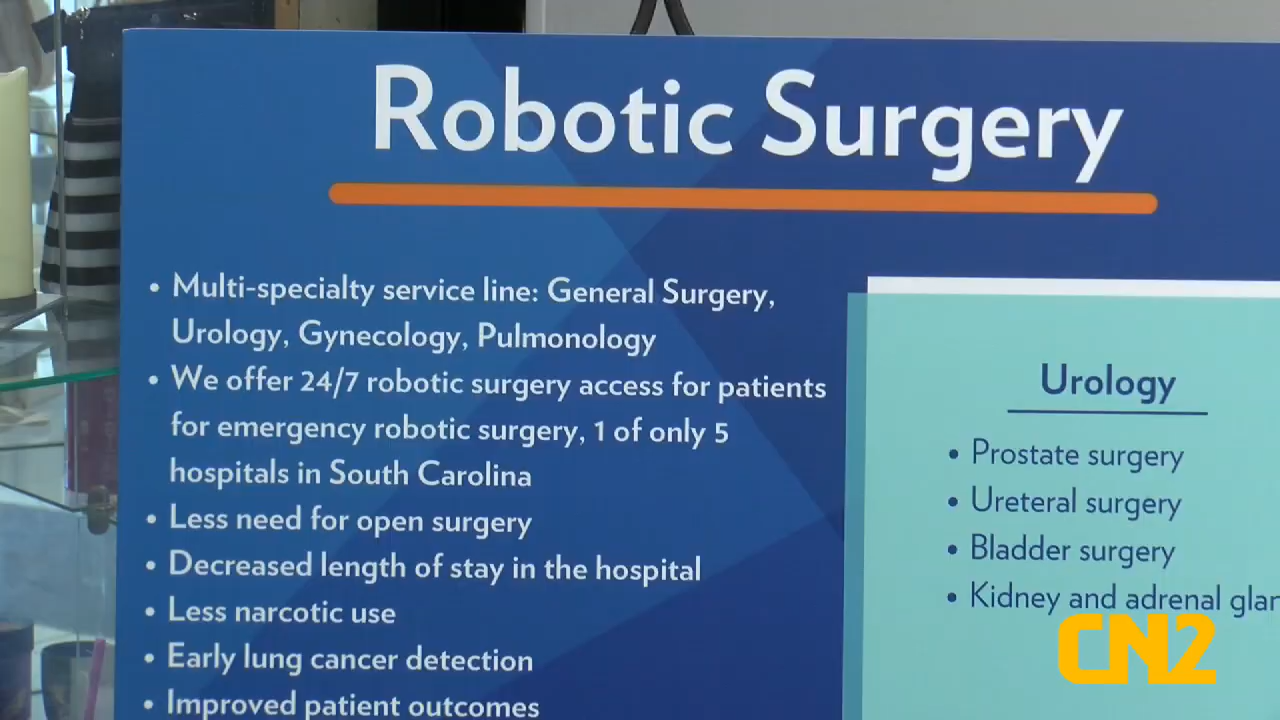 Robotic Surgery
• Multi-specialty service line: General Surgery,
Urology, Gynecology, Pulmonology
• We offer 24/7 robotic surgery access for patients
for emergency robotic surgery, 1 of only 5
hospitals in South Carolina
• Less need for open surgery
• Decreased length of stay in the hospital
• Less narcotic use
• Early lung cancer detection
• Improved patient outcomes
Urology
• Prostate surgery
• Ureteral surgery
• Bladder surgery
• Kidney and adrenal
CN2